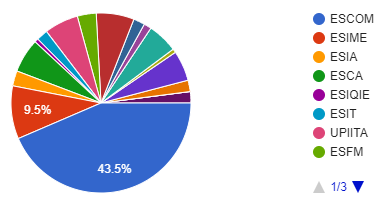 ESCOM
ESIME
ESIA
ESCA
ESIQIE
ESIT
UPIITA
ESFM
9.5%
43.5%
1/3